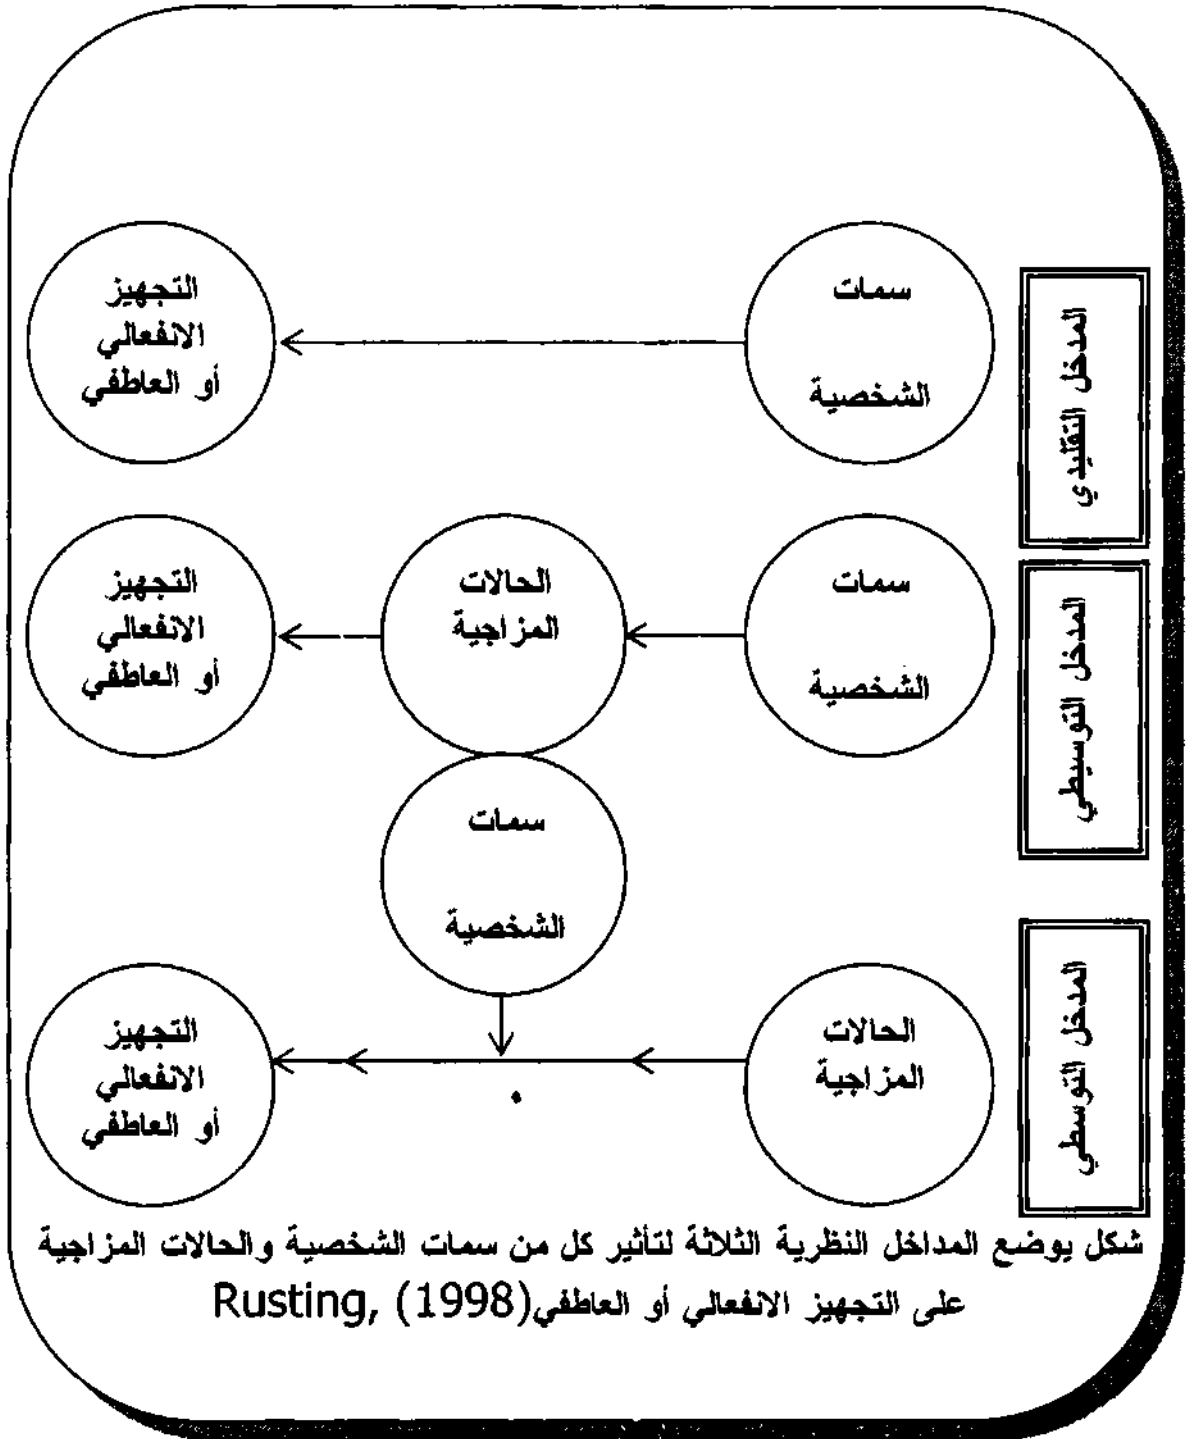 المدخل التقليدي
سمات
الشخصية
التجهيز
الانفعالي
أو العاطفي
المدخل التوسيطي
سمات
الشخصية
الحالات
المزاجية
التجهيز
الانفعالي
أو العاطفي
سمات
الشخصية
المدخل التوسطي
الحالات
المزاجية
التجهيز
الانفعالي
أو العاطفي
شكل يوضع المداخل النظرية الثلاثة لتأثير كل من سمات الشخصية والحالات المزاجية
على التجهيز الانفعالي أو العاطفي Rusting, (1998)